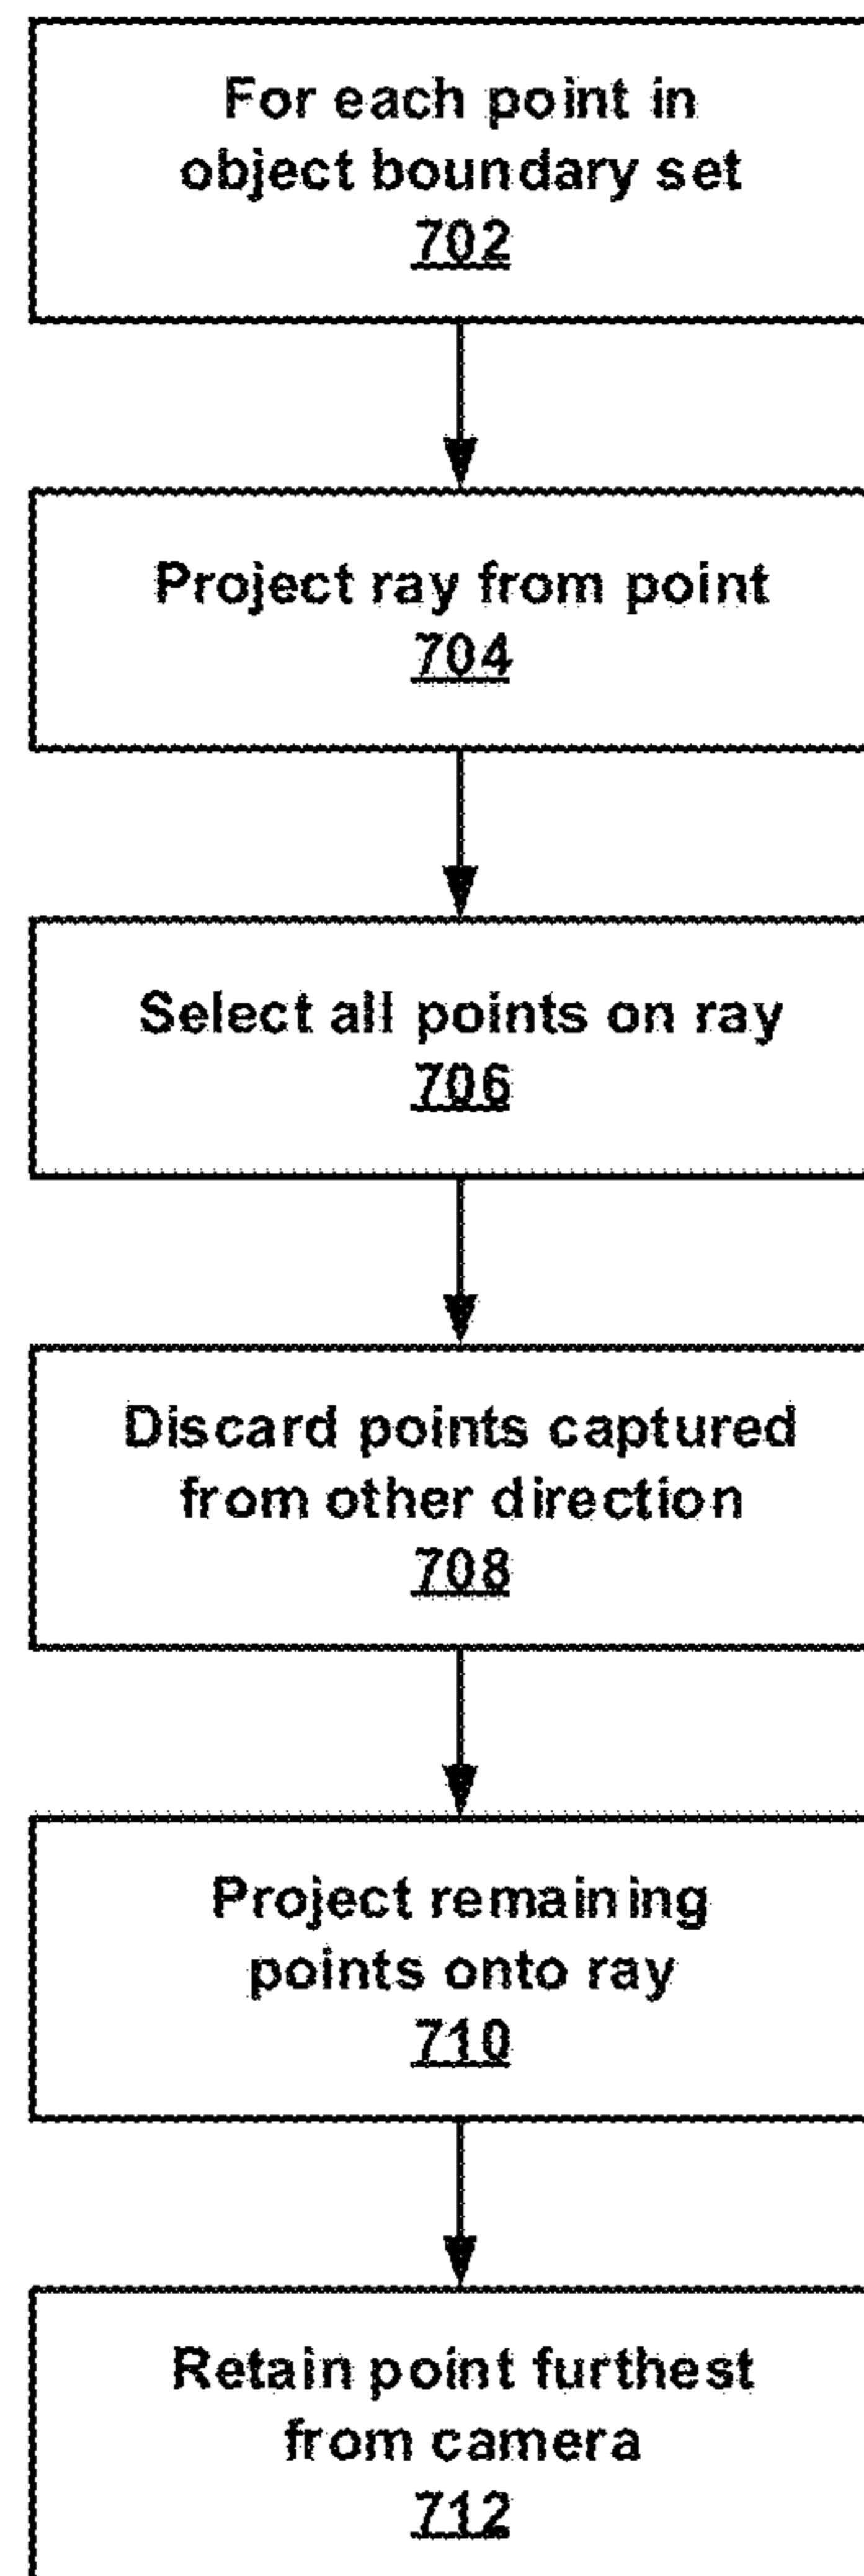 For each point in
object boundary set
702
Project ray from point
704
Select all points on ray
706
Discard points captured
from other direction
708
Project remaining
points onto ray
710
Retain point furthest
from camera
712